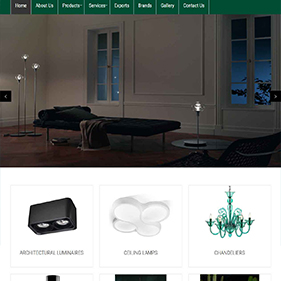 Home About Us Products Services Exports Brands Gallery Contact Us
ARCHITECTURAL LUMINAIRES CEILING LAMPS CHANDELIERS